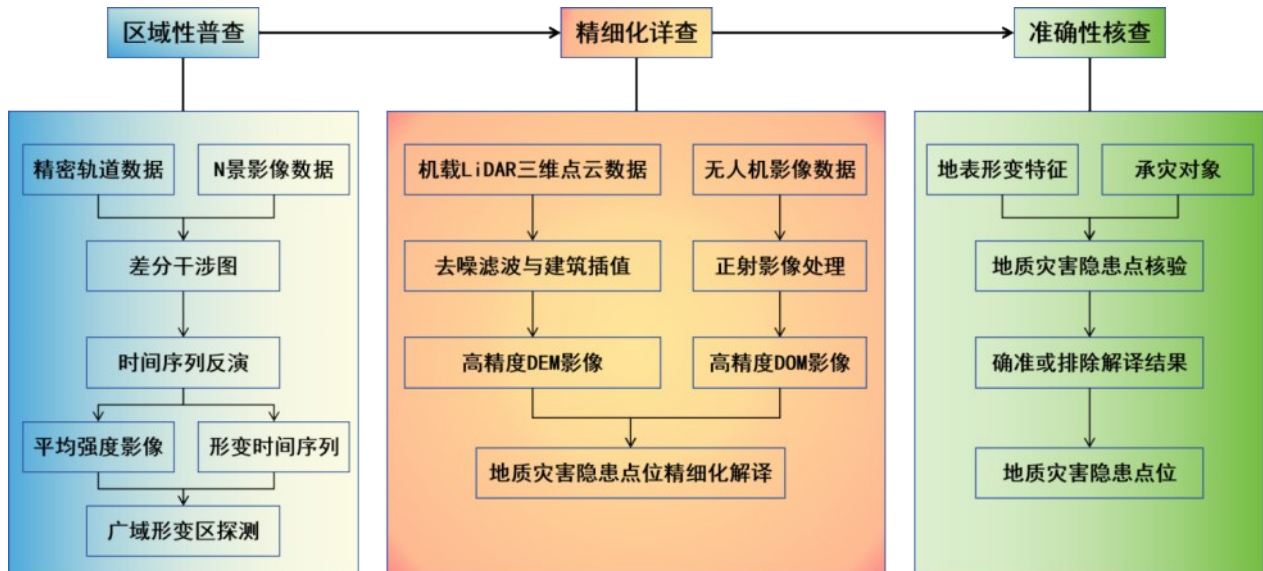 区域性普查
精细化详查
准确性核查
精密轨道数据
N景影像数据
差分干涉图
时间序列反演
平均强度影像
形变时间序列
广域形变区探测
机载LiDAR三维点云数据
无人机影像数据
去噪滤波与建筑插值
正射影像处理
高精度DEM影像
高精度DOM影像
地质灾害隐患点位精细化解译
地表形变特征
承灾对象
地质灾害隐患点核验
确准或排除解译结果
地质灾害隐患点位